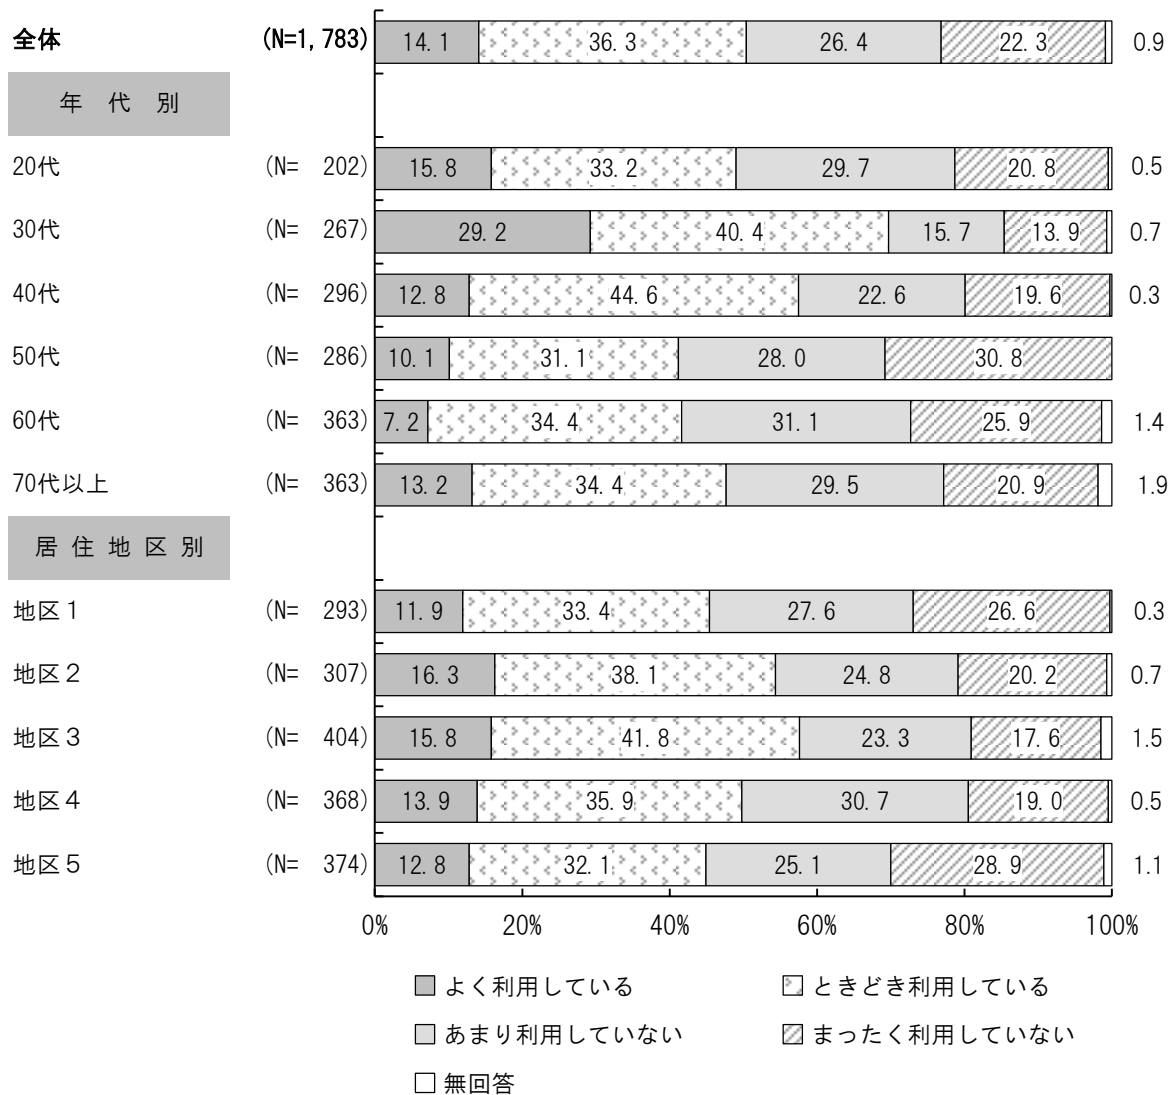 全体 (N=1,783) 14.1 36.3 26.4 22.3 0.9
年代別
20代 (N= 202) 15.8 33.2 29.7 20.8 0.5
30代 (N= 267) 29.2 40.4 15.7 13.9 0.7
40代 (N= 296) 12.8 44.6 22.6 19.6 0.3
50代 (N= 286) 10.1 31.1 28.0 30.8
60代 (N= 363) 7.2 34.4 31.1 25.9 1.4
70代以上 (N= 363) 13.2 34.4 29.5 20.9 1.9
居住地区別
地区1 (N= 293) 11.9 33.4 27.6 26.6 0.3
地区2 (N= 307) 16.3 38.1 24.8 20.2 0.7
地区3 (N= 404) 15.8 41.8 23.3 17.6 1.5
地区4 (N= 368) 13.9 35.9 30.7 19.0 0.5
地区5 (N= 374) 12.8 32.1 25.1 28.9 1.1
0% 20% 40% 60% 80% 100%
よく利用している ときどき利用している
あまり利用していない まったく利用していない
無回答